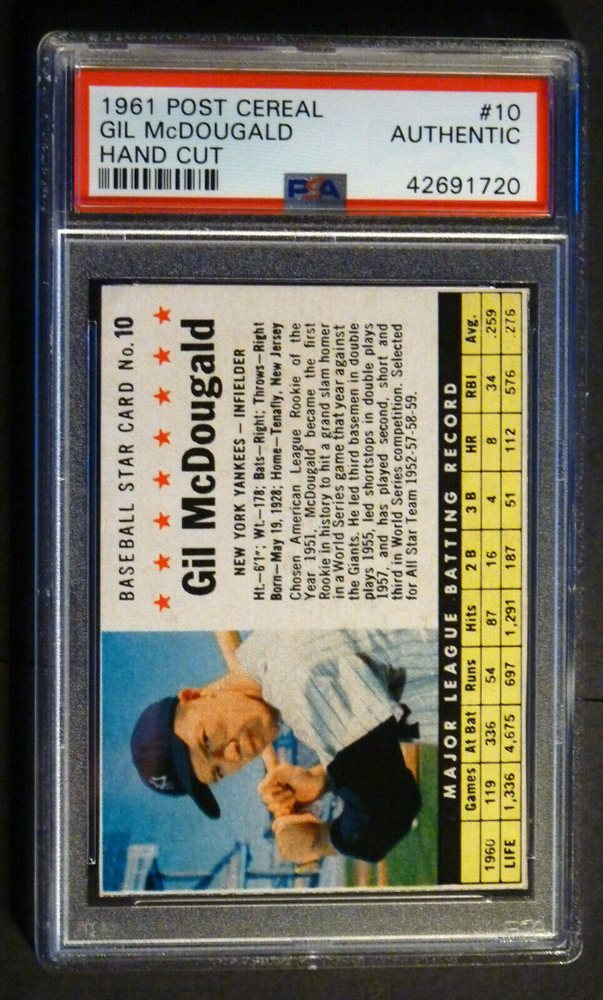 1961 POST CEREAL #10
GIL McDOUGALD AUTHENTIC
HAND CUT
PSA 42691720
BASEBALL STAR CARD No. 10
Gil McDougald
NEW YORK YANKEES — INFIELDER
Ht.—6'1"; Wt.—178; Bats—Right; Throws—Right
Born—May 19, 1928; Home—Tenafly, New Jersey
Chosen American League Rookie of the
Year 1951, McDougald became the first
Rookie in history to hit a grand slam homer
in a World Series game that year against
the Giants. He led third basemen in double
plays 1955, led shortstops in double plays
1957, and has played second, short and
third in World Series competition. Selected
for All Star Team 1952-57-58-59.
MAJOR LEAGUE BATTING RECORD
Games At Bat Runs Hits 2 B 3 B HR RBI Avg.
1960 119 336 54 87 16 4 8 34 .259
LIFE 1,336 4,675 697 1,291 187 51 112 576 .276